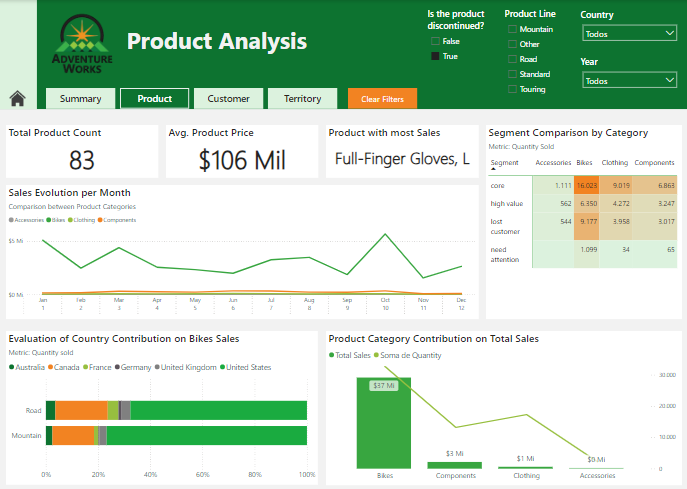 Product Analysis
ADVENTURE
WORKS
Is the product
discontinued?
False
True
Product Line
Mountain
Other
Road
Standard
Touring
Country
Todos
Year
Todos
Summary
Product
Customer
Territory
Clear Filters
Total Product Count
83
Avg. Product Price
$106 Mil
Product with most Sales
Full-Finger Gloves, L
Segment Comparison by Category
Metric: Quantity Sold
Segment Accessories Bikes Clothing Components
core 1.111 16.023 9.019 6.863
high value 562 6.350 4.272 3.247
lost
customer
544 9.177 3.958 3.017
need
attention
1.099 34 65
Sales Evolution per Month
Comparison between Product Categories
Accessories Bikes Clothing Components
$5 Mi
$0 Mi
Jan Feb Mar Apr May Jun Jul Aug Sep Oct Nov Dec
1 2 3 4 5 6 7 8 9 10 11 12
Evaluation of Country Contribution on Bikes Sales
Metric: Quantity sold
Australia Canada France Germany United Kingdom United States
Road
Mountain
0% 20% 40% 60% 80% 100%
Product Category Contribution on Total Sales
Total Sales Soma de Quantity
$37 Mi
$3 Mi
$1 Mi
$0 Mi
30.000
20.000
10.000
0
Bikes Components Clothing Accessories